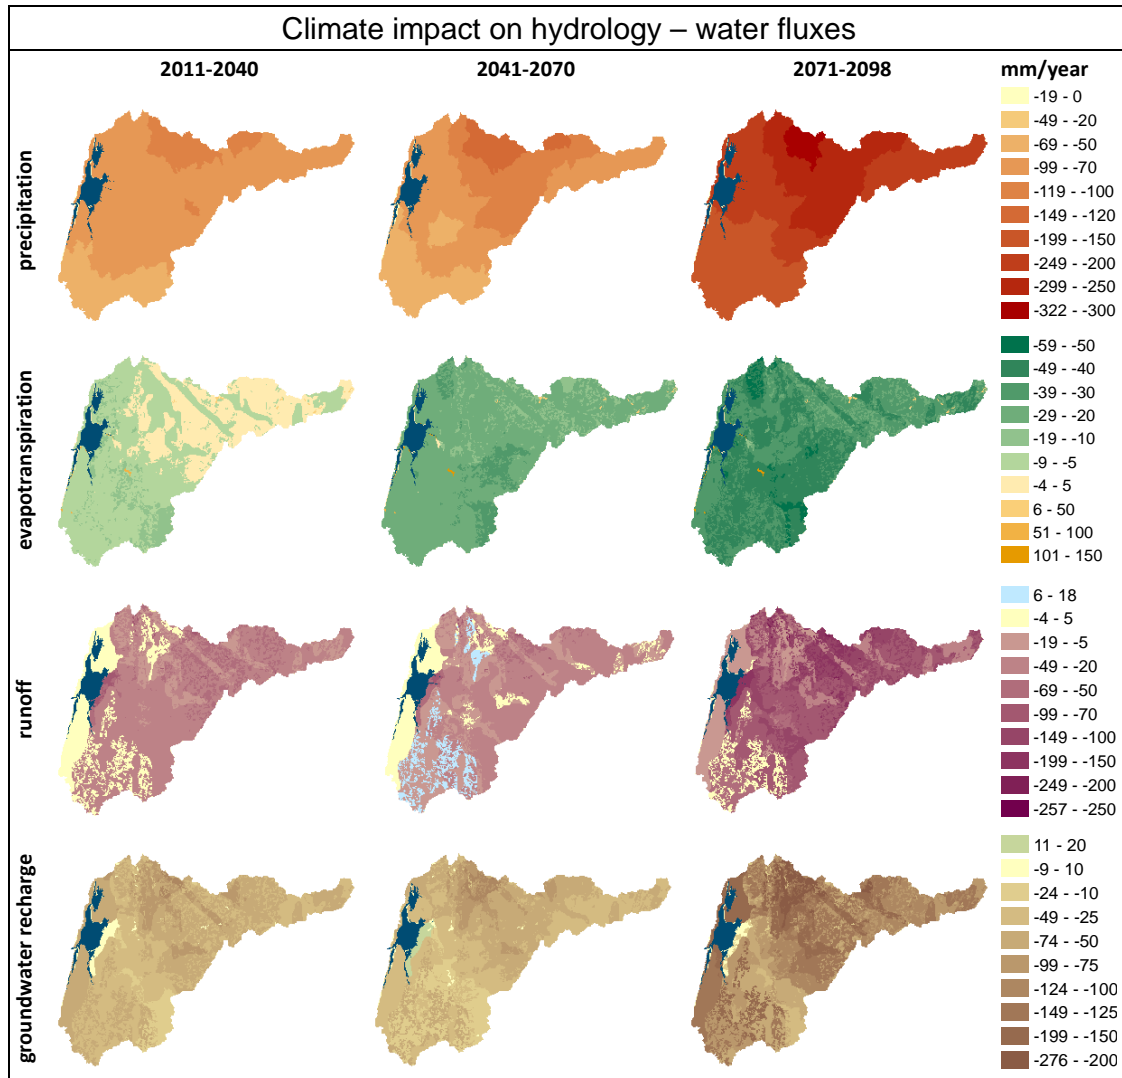 Climate impact on hydrology – water fluxes
2011-2040
2041-2070
2071-2098
mm/year
precipitation
-19 - 0
-49 - -20
-69 - -50
-99 - -70
-119 - -100
-149 - -120
-199 - -150
-249 - -200
-299 - -250
-322 - -300
evapotranspiration
-59 - -50
-49 - -40
-39 - -30
-29 - -20
-19 - -10
-9 - -5
-4 - 5
6 - 50
51 - 100
101 - 150
runoff
6 - 18
-4 - 5
-19 - -5
-49 - -20
-69 - -50
-99 - -70
-149 - -100
-199 - -150
-249 - -200
-257 - -250
groundwater recharge
11 - 20
-9 - 10
-24 - -10
-49 - -25
-74 - -50
-99 - -75
-124 - -100
-149 - -125
-199 - -150
-276 - -200